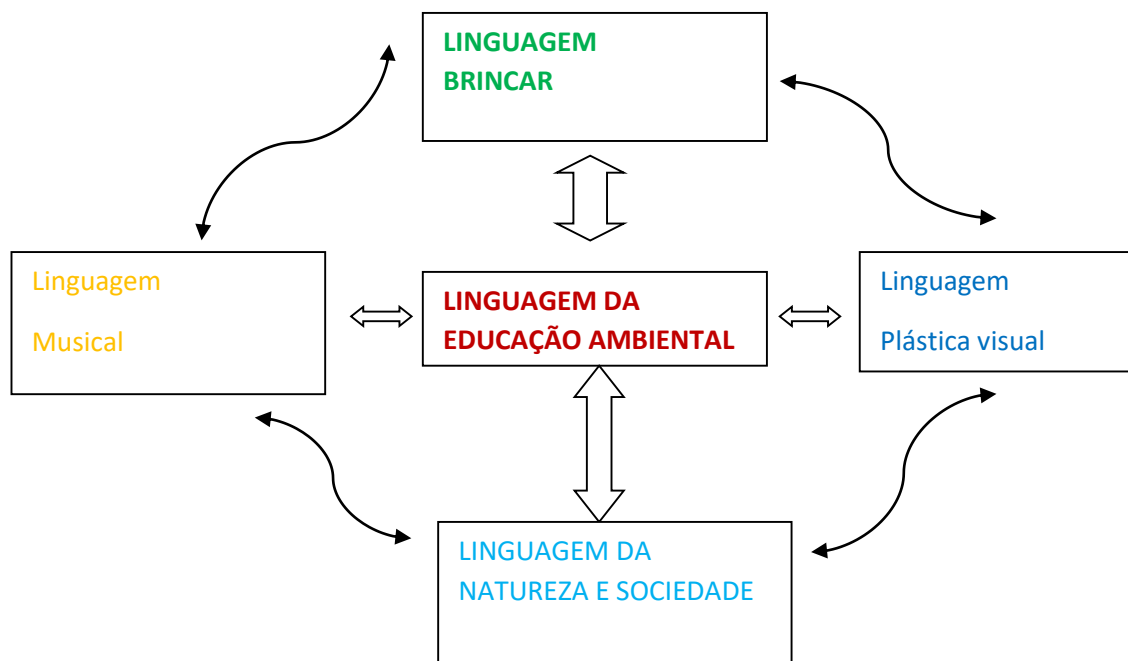 LINGUAGEM
BRINCAR
Linguagem
Musical
LINGUAGEM DA
EDUCAÇÃO AMBIENTAL
Linguagem
Plástica visual
LINGUAGEM DA
NATUREZA E SOCIEDADE